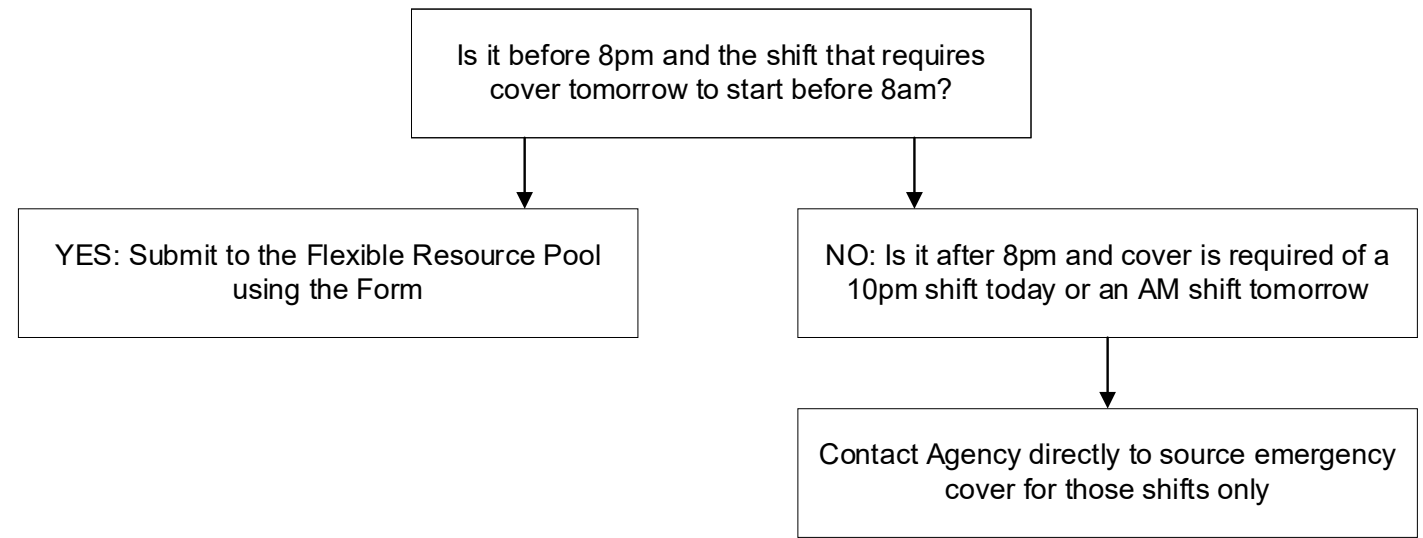 Is it before 8pm and the shift that requires
cover tomorrow to start before 8am?
YES: Submit to the Flexible Resource Pool
using the Form
NO: Is it after 8pm and cover is required of a
10pm shift today or an AM shift tomorrow
Contact Agency directly to source emergency
cover for those shifts only